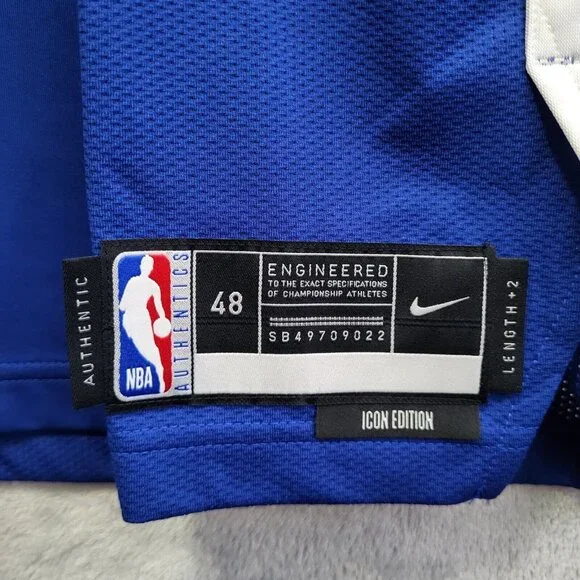 AUTHENTIC
NBA
AUTHENTICS
48
ENGINEERED
TO THE EXACT SPECIFICATIONS
OF CHAMPIONSHIP ATHLETES
SB49709022
LENGTH +2
ICON EDITION